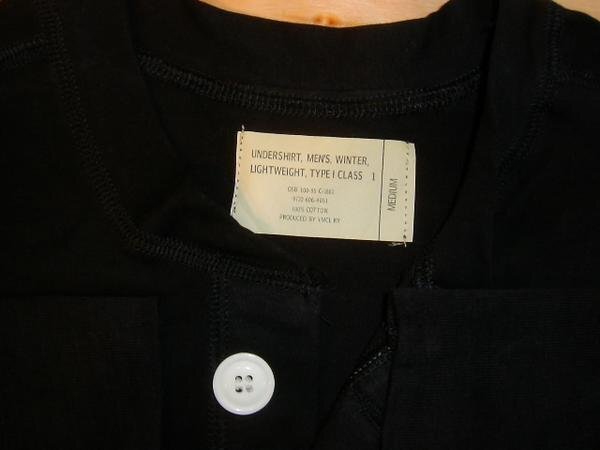 UNDERSHIRT, MEN'S, WINTER,
LIGHTWEIGHT, TYPE I CLASS 1
MEDIUM
100% COTTON
PRODUCED BY